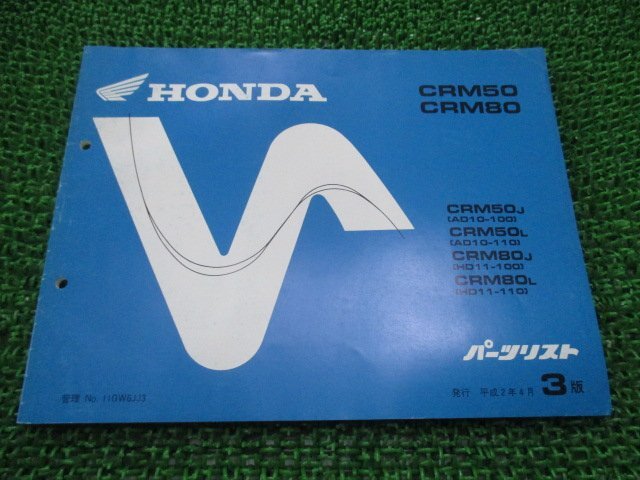 HONDA
CRM50
CRM80
CRM50J
(AD10-100)
CRM50L
(AD10-110)
CRM80J
(HD11-100)
CRM80L
(HD11-110)
パーツリスト
管理 No. 11GW6JJ3
発行 平成2年4月 3版